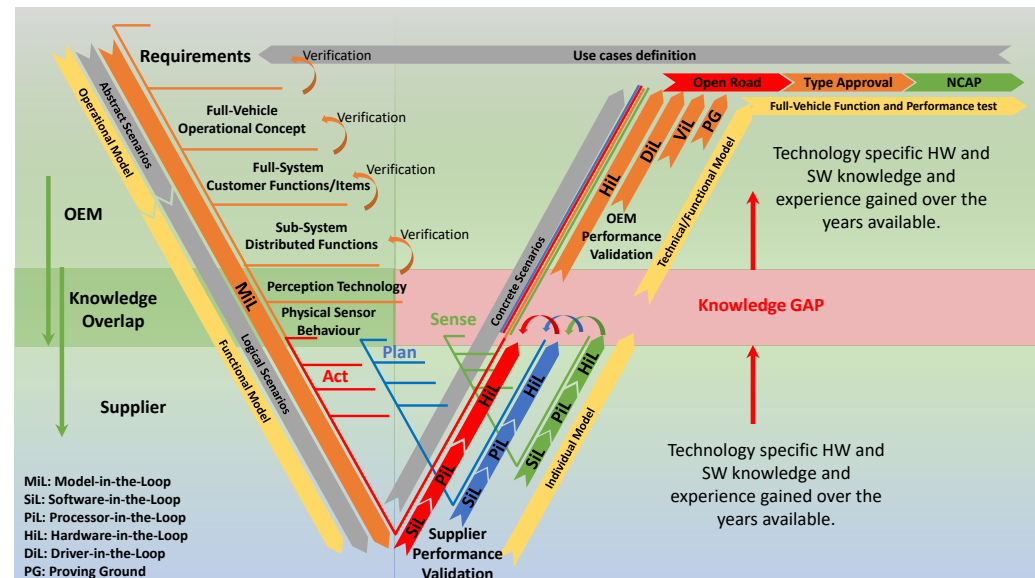 Requirements
Use cases definition
Verification
Open Road
Type Approval
NCAP
Full-Vehicle Function and Performance test
Operational Model
Abstract Scenarios
Full-Vehicle
Operational Concept
Verification
Full-System
Customer Functions/Items
Verification
Sub-System
Distributed Functions
Verification
HiL
DiL
ViL
PG
OEM
Performance
Validation
Technical/Functional Model
Technology specific HW and
SW knowledge and
experience gained over the
years available.
OEM
Knowledge
Overlap
Supplier
MiL
Perception Technology
Physical Sensor
Behaviour
Concrete Scenarios
Knowledge GAP
Functional Model
Logical Scenarios
Act
Plan
Sense
SiL
PiL
HiL
SiL
PiL
HiL
SiL
PiL
HiL
Individual Model
Supplier
Performance
Validation
Technology specific HW and
SW knowledge and
experience gained over the
years available.
MiL: Model-in-the-Loop
SiL: Software-in-the-Loop
PiL: Processor-in-the-Loop
HiL: Hardware-in-the-Loop
DiL: Driver-in-the-Loop
PG: Proving Ground